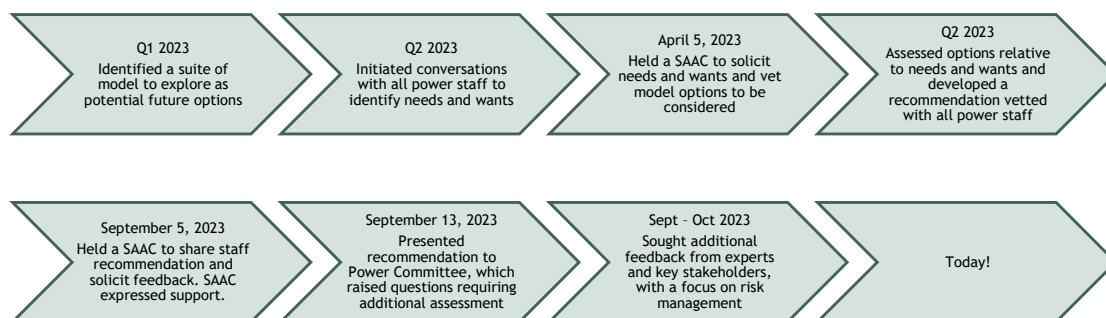 Q1 2023
Identified a suite of
model to explore as
potential future options
Q2 2023
Initiated conversations
with all power staff to
identify needs and wants
April 5, 2023
Held a SAAC to solicit
needs and wants and vet
model options to be
considered
Q2 2023
Assessed options relative
to needs and wants and
developed a
recommendation vetted
with all power staff
September 5, 2023
Held a SAAC to share staff
recommendation and
solicit feedback. SAAC
expressed support.
September 13, 2023
Presented
recommendation to
Power Committee, which
raised questions requiring
additional assessment
Sept – Oct 2023
Sought additional
feedback from experts
and key stakeholders,
with a focus on risk
management
Today!